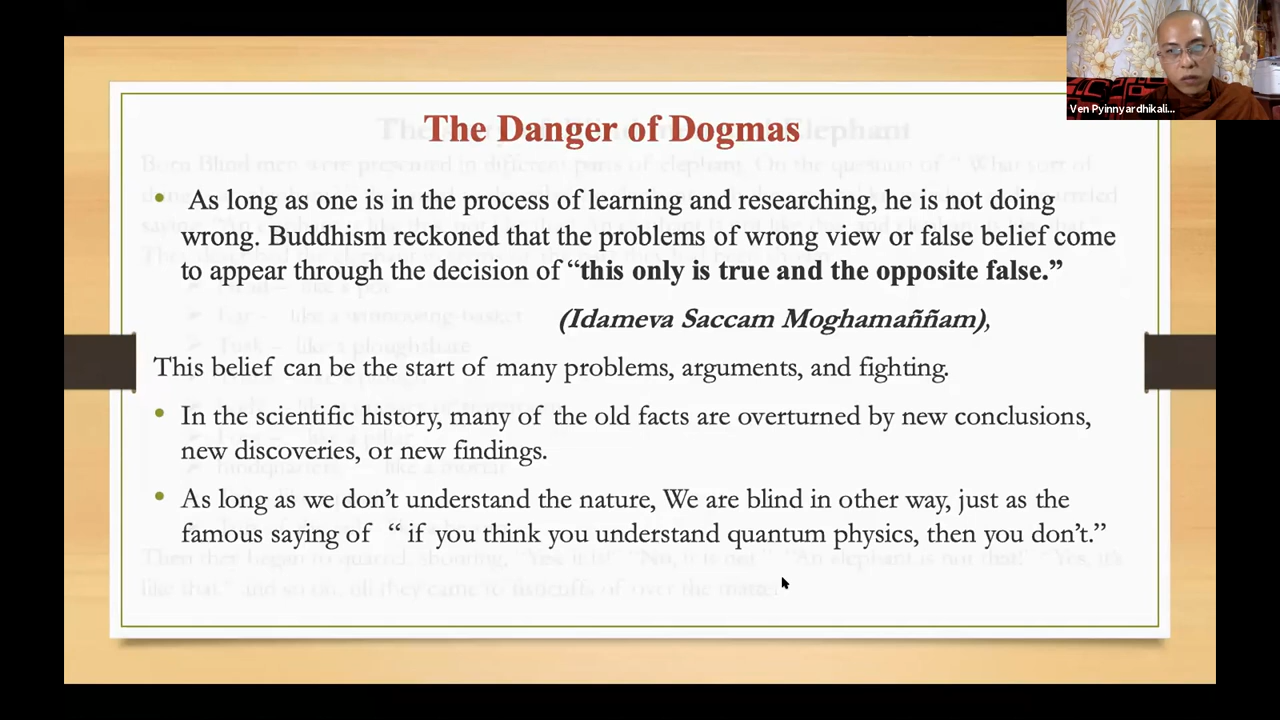 Ven Pyinnyardhikali...
The Danger of Dogmas
As long as one is in the process of learning and researching, he is not doing
wrong. Buddhism reckoned that the problems of wrong view or false belief come
to appear through the decision of “this only is true and the opposite false.”
(Idameva Saccam Moghamaññam),
This belief can be the start of many problems, arguments, and fighting.
In the scientific history, many of the old facts are overturned by new conclusions,
new discoveries, or new findings.
As long as we don’t understand the nature, We are blind in other way, just as the
famous saying of “ if you think you understand quantum physics, then you don’t.”